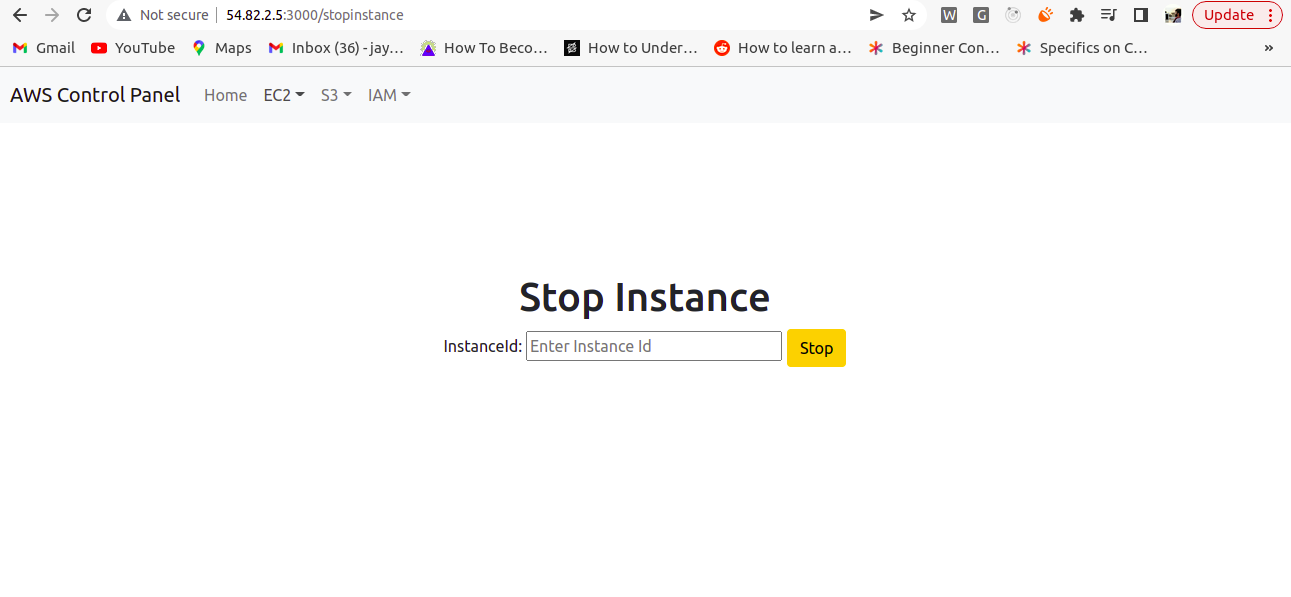 Not secure 54.82.2.5:3000/stopinstance W G Update
Gmail YouTube Maps Inbox (36) - jay... How To Beco... How to Under... How to learn a... Beginner Con... Specifics on C... »
AWS Control Panel Home EC2 S3 IAM
Stop Instance
InstanceId: Enter Instance Id Stop